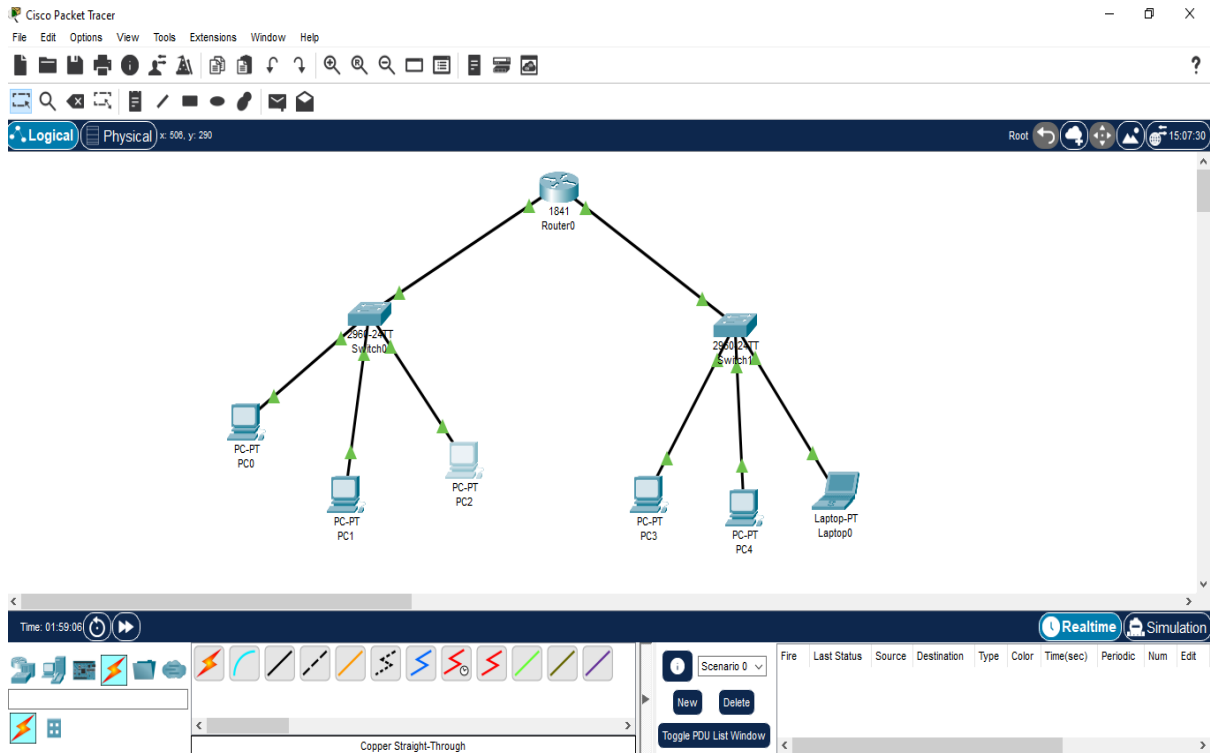 Cisco Packet Tracer
File Edit Options View Tools Extensions Window Help
?
Logical Physical x: 506, y: 290 Root 15:07:30
1841
Router0
2960-24TT
Switch0
2960-24TT
Switch1
PC-PT
PC0
PC-PT
PC1
PC-PT
PC2
PC-PT
PC3
PC-PT
PC4
Laptop-PT
Laptop0
Time: 01:59:06 Realtime Simulation
Scenario 0
New Delete
Toggle PDU List Window
Fire Last Status Source Destination Type Color Time(sec) Periodic Num Edit
Copper Straight-Through